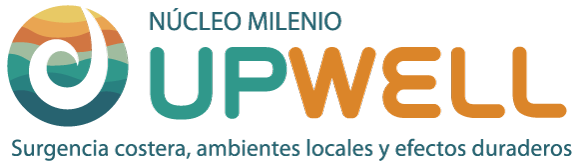 NÚCLEO MILENIO
UPWELL
Surgencia costera, ambientes locales y efectos duraderos